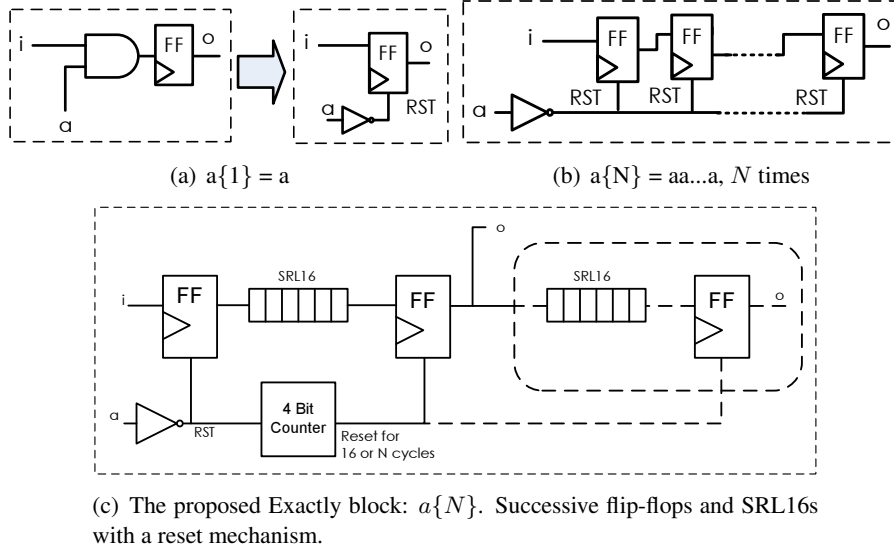 i
FF
o
a
i
FF
o
a
RST
i
FF
FF
FF
o
RST
RST
RST
a
(a) a{1} = a
(b) a{N} = aa...a, N times
o
SRL16
SRL16
i
FF
FF
FF
o
a
RST
4 Bit
Counter
Reset for
16 or N cycles
(c) The proposed Exactly block: a{N}. Successive flip-flops and SRL16s
with a reset mechanism.